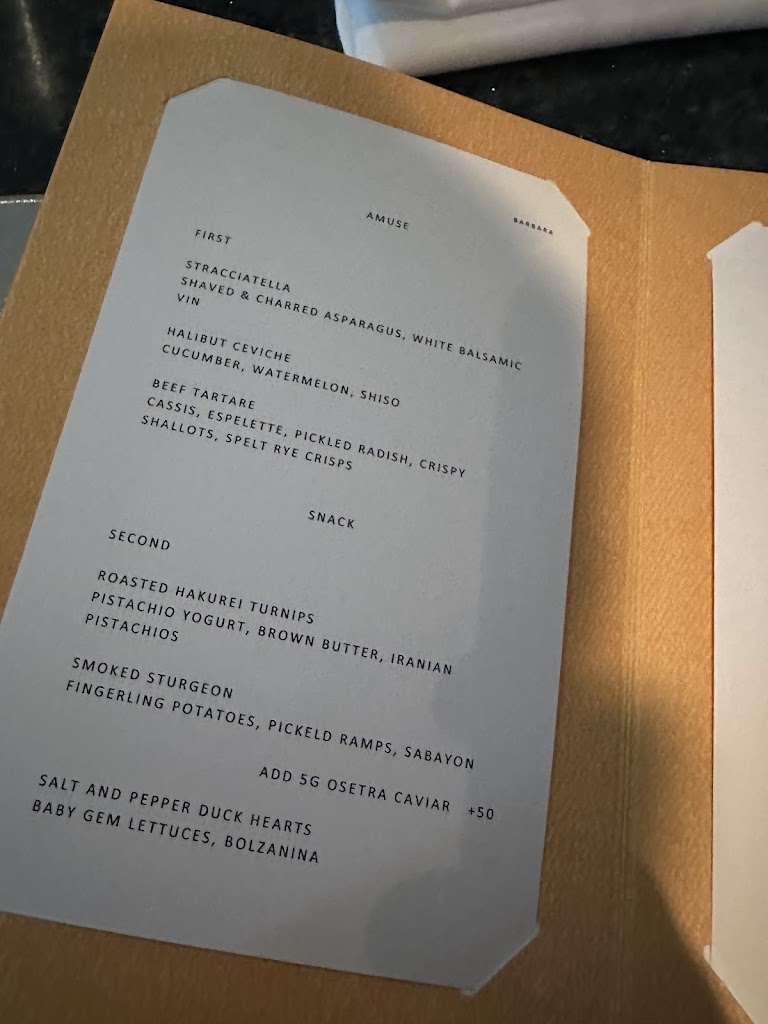 AMUSE
BARBARA
FIRST
STRACCIATELLA
SHAVED & CHARRED ASPARAGUS, WHITE BALSAMIC
VIN
HALIBUT CEVICHE
CUCUMBER, WATERMELON, SHISO
BEEF TARTARE
CASSIS, ESPELETTE, PICKLED RADISH, CRISPY
SHALLOTS, SPELT RYE CRISPS
SNACK
SECOND
ROASTED HAKUREI TURNIPS
PISTACHIO YOGURT, BROWN BUTTER, IRANIAN
PISTACHIOS
SMOKED STURGEON
FINGERLING POTATOES, PICKELD RAMPS, SABAYON
ADD 5G OSETRA CAVIAR +50
SALT AND PEPPER DUCK HEARTS
BABY GEM LETTUCES, BOLZANINA